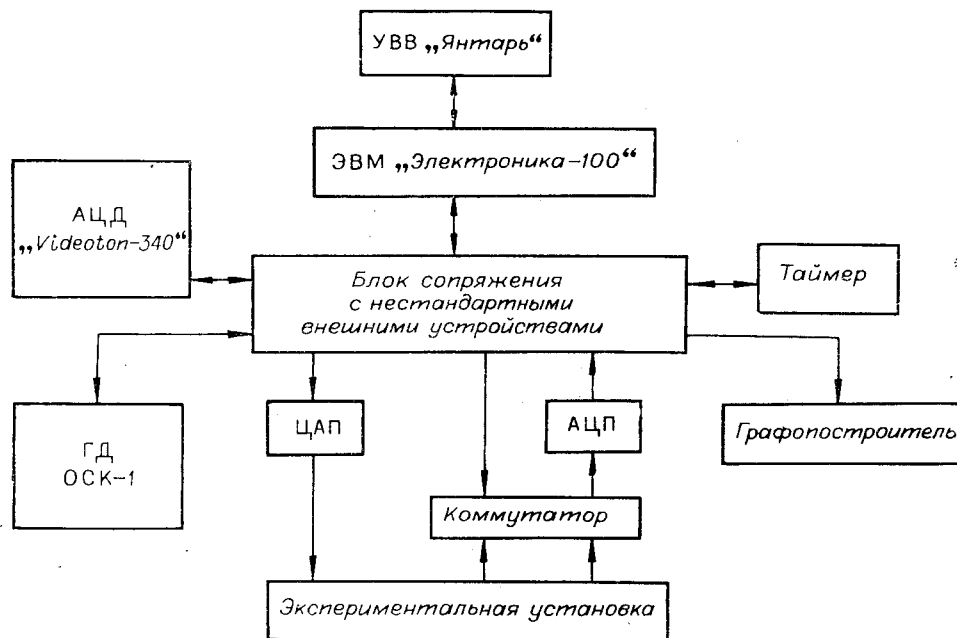 УВВ „Янтарь“
ЭВМ „Электроника-100“
АЦД
„Videoton-340“
Блок сопряжения
с нестандартными
внешними устройствами
Таймер
ГД
ОСК-1
ЦАП
АЦП
Графопостроитель
Коммутатор
Экспериментальная установка